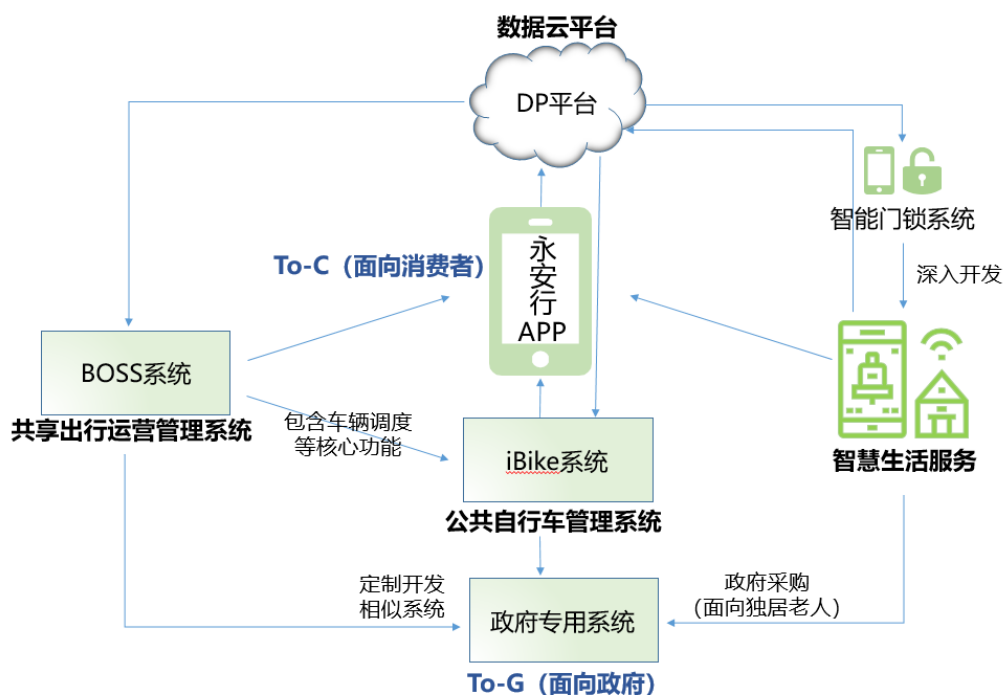 数据云平台
DP平台
智能门锁系统
To-C（面向消费者）
永
安
行
APP
深入开发
BOSS系统
共享出行运营管理系统
包含车辆调度
等核心功能
iBike系统
公共自行车管理系统
智慧生活服务
定制开发
相似系统
政府专用系统
政府采购
(面向独居老人)
To-G（面向政府）